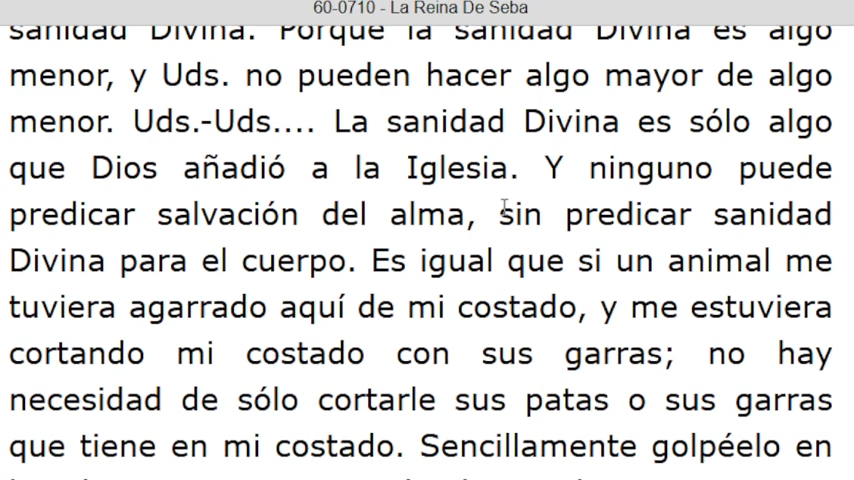 60-0710 - La Reina De Seba
sanidad Divina. Porque la sanidad Divina es algo
menor, y Uds. no pueden hacer algo mayor de algo
menor. Uds.-Uds.... La sanidad Divina es sólo algo
que Dios añadió a la Iglesia. Y ninguno puede
predicar salvación del alma, sin predicar sanidad
Divina para el cuerpo. Es igual que si un animal me
tuviera agarrado aquí de mi costado, y me estuviera
cortando mi costado con sus garras; no hay
necesidad de sólo cortarle sus patas o sus garras
que tiene en mi costado. Sencillamente golpéelo en